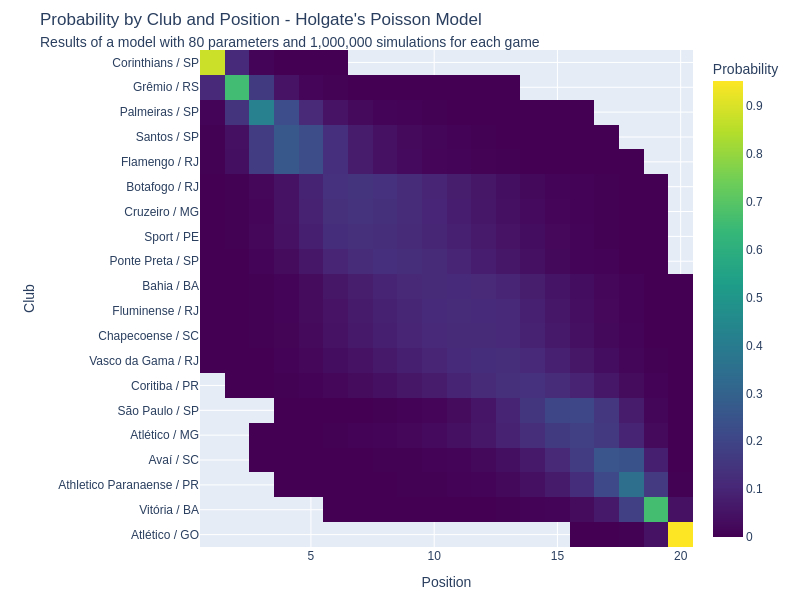 Probability by Club and Position - Holgate's Poisson Model
Results of a model with 80 parameters and 1,000,000 simulations for each game
Probability
Club
Corinthians / SP
Grêmio / RS
Palmeiras / SP
Santos / SP
Flamengo / RJ
Botafogo / RJ
Cruzeiro / MG
Sport / PE
Ponte Preta / SP
Bahia / BA
Fluminense / RJ
Chapecoense / SC
Vasco da Gama / RJ
Coritiba / PR
São Paulo / SP
Atlético / MG
Avaí / SC
Athletico Paranaense / PR
Vitória / BA
Atlético / GO
0.9
0.8
0.7
0.6
0.5
0.4
0.3
0.2
0.1
0
5 10 15 20
Position